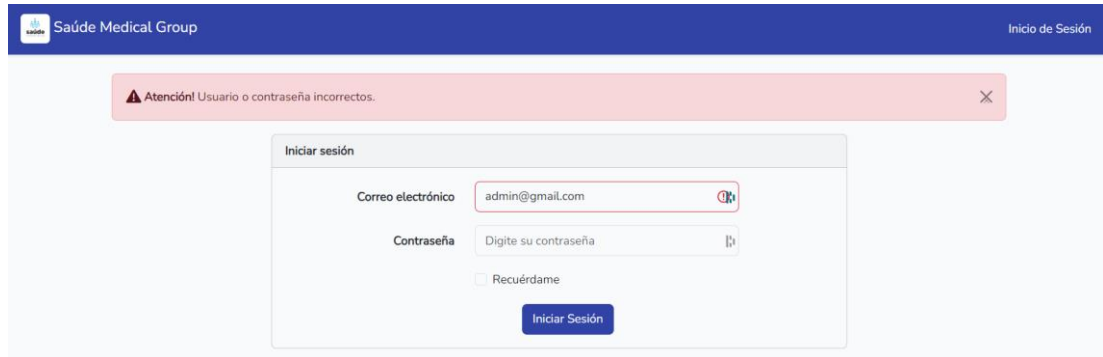 saúde
Saúde Medical Group
Inicio de Sesión
Atención! Usuario o contraseña incorrectos.
Iniciar sesión
Correo electrónico
admin@gmail.com
Contraseña
Digite su contraseña
Recuérdame
Iniciar Sesión